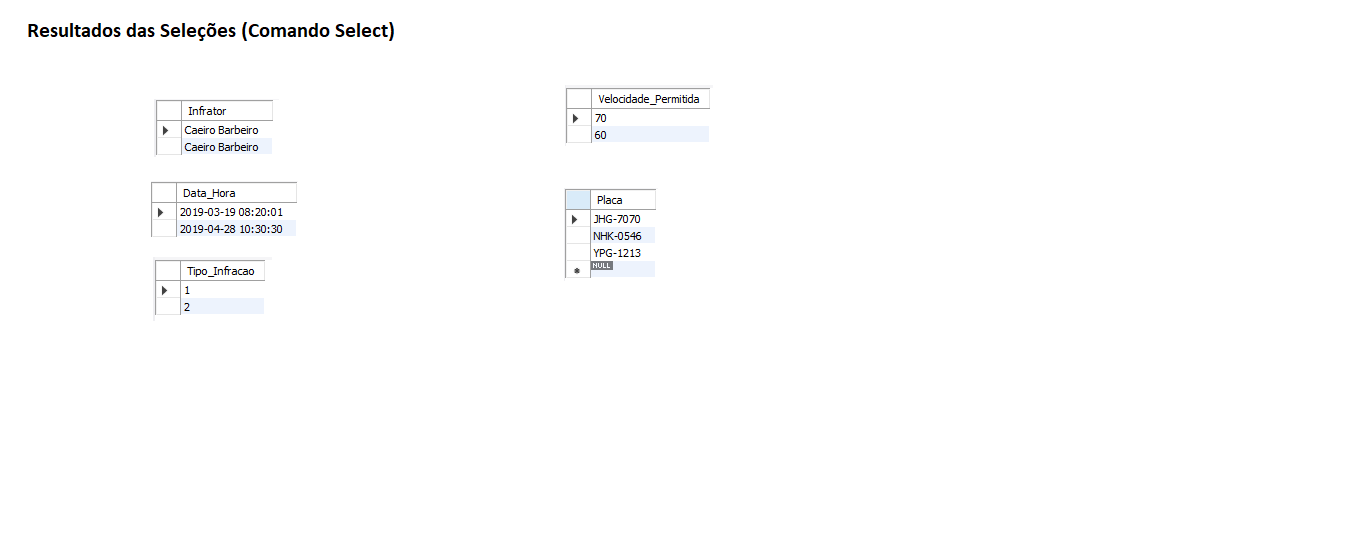 Resultados das Seleções (Comando Select)
Infrator
Caeiro Barbeiro
Caeiro Barbeiro
Data_Hora
2019-03-19 08:20:01
2019-04-28 10:30:30
Tipo_Infracao
1
2
Velocidade_Permitida
70
60
Placa
JHG-7070
NHK-0546
YPG-1213
NULL